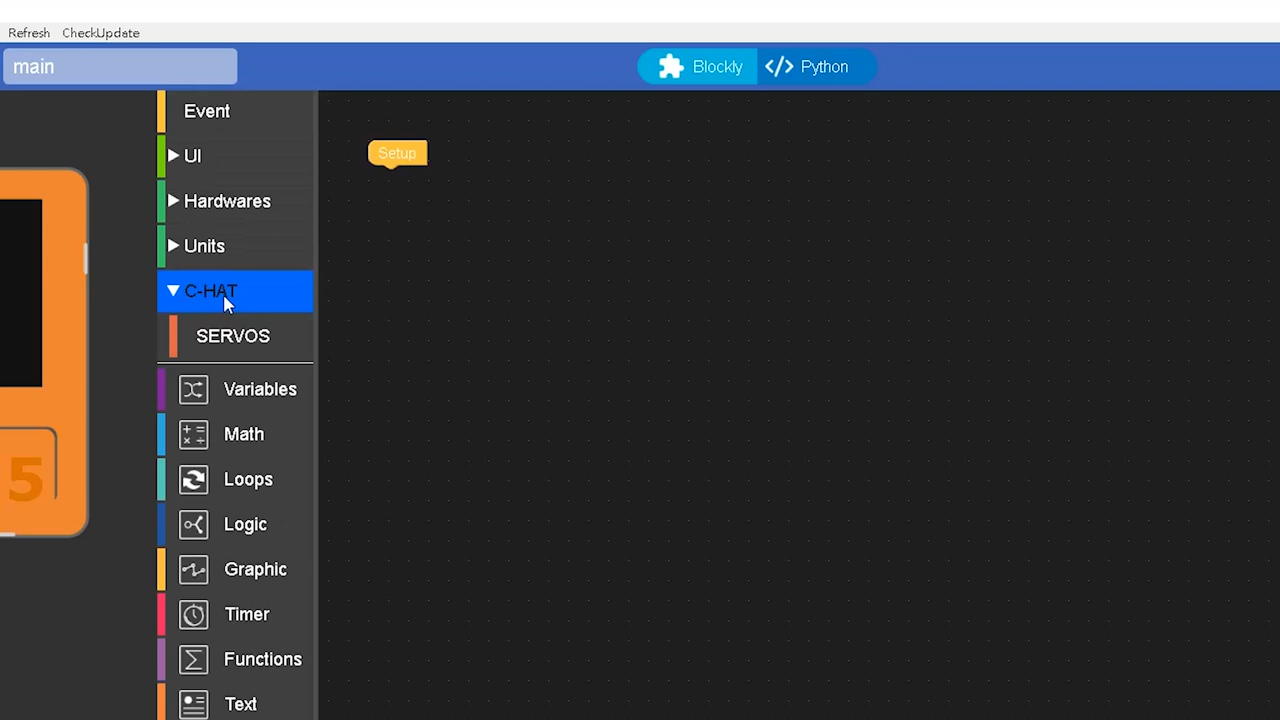 Refresh CheckUpdate
main
Blockly
Python
Event
UI
Hardwares
Units
C-HAT
SERVOS
Variables
Math
Loops
Logic
Graphic
Timer
Functions
Text
Setup
5